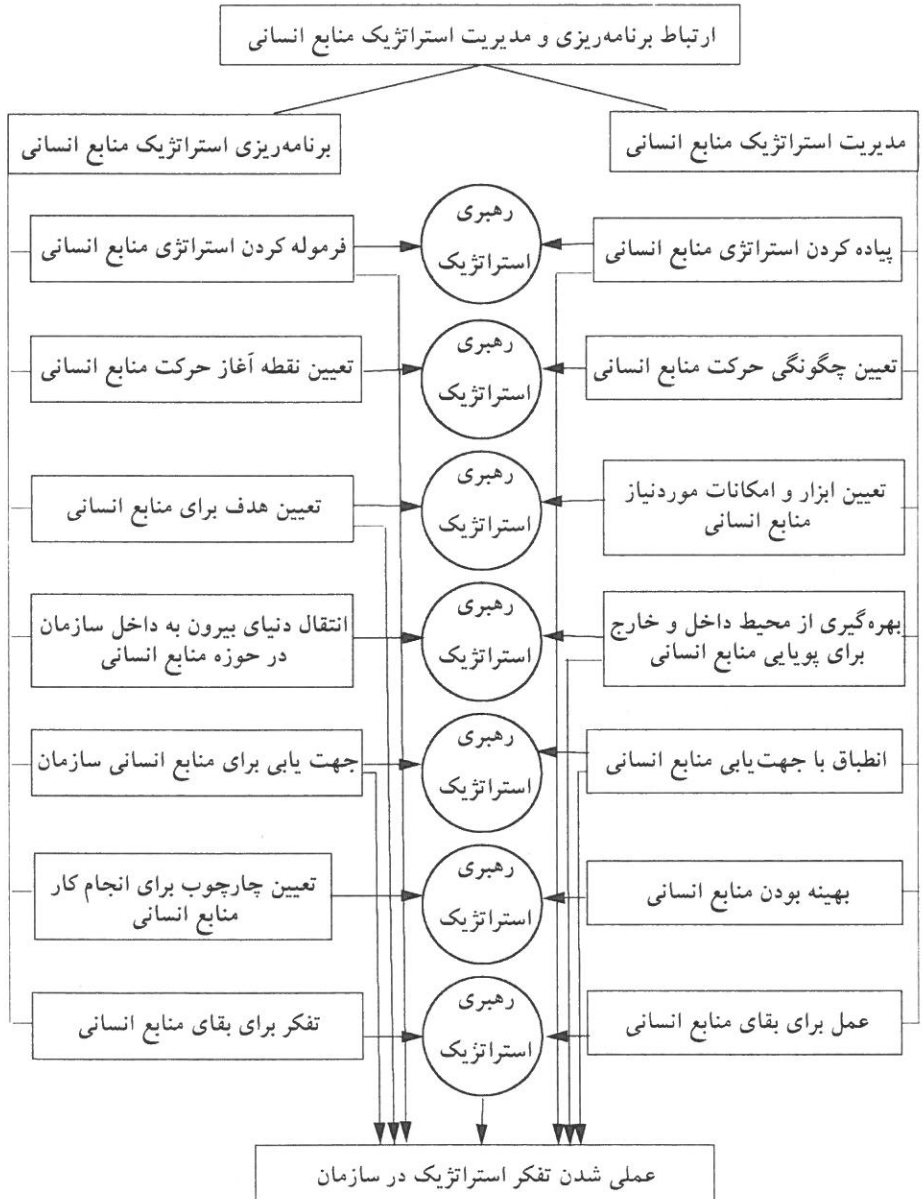 ارتباط برنامه‌ریزی و مدیریت استراتژیک منابع انسانی
مدیریت استراتژیک منابع انسانی
برنامه‌ریزی استراتژیک منابع انسانی
پیاده کردن استراتژی منابع انسانی
رهبری
استراتژیک
فرموله کردن استراتژی منابع انسانی
تعیین چگونگی حرکت منابع انسانی
رهبری
استراتژیک
تعیین نقطه آغاز حرکت منابع انسانی
تعیین ابزار و امکانات موردنیاز
منابع انسانی
رهبری
استراتژیک
تعیین هدف برای منابع انسانی
بهره‌گیری از محیط داخل و خارج
برای پویایی منابع انسانی
رهبری
استراتژیک
انتقال دنیای بیرون به داخل سازمان
در حوزه منابع انسانی
انطباق با جهت‌یابی منابع انسانی
رهبری
استراتژیک
جهت یابی برای منابع انسانی سازمان
بهینه بودن منابع انسانی
رهبری
استراتژیک
تعیین چارچوب برای انجام کار
منابع انسانی
عمل برای بقای منابع انسانی
رهبری
استراتژیک
تفکر برای بقای منابع انسانی
عملی شدن تفکر استراتژیک در سازمان